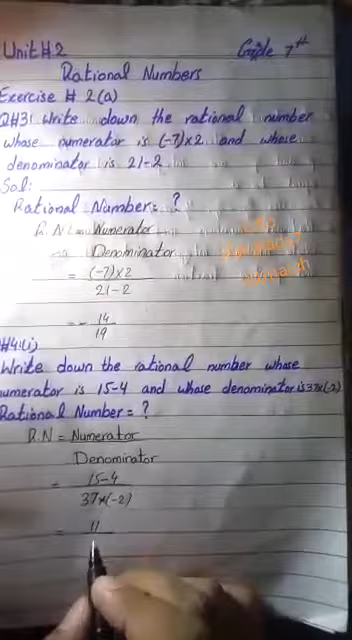 Unit # 2
Grade 7th
Rational Numbers
Exercise # 2(a)
Q#3: Write down the rational number
whose numerator is (-7)×2 and whose
denominator is 21-2
Sol:
Rational Number = ?
R.N = Numerator
Denominator
= (-7)×2
21-2
= - 14
19
#4(i)
Write down the rational number whose
numerator is 15-4 and whose denominator is 37×(-2)
Rational Number = ?
R.N = Numerator
Denominator
= 15-4
37×(-2)
= 11